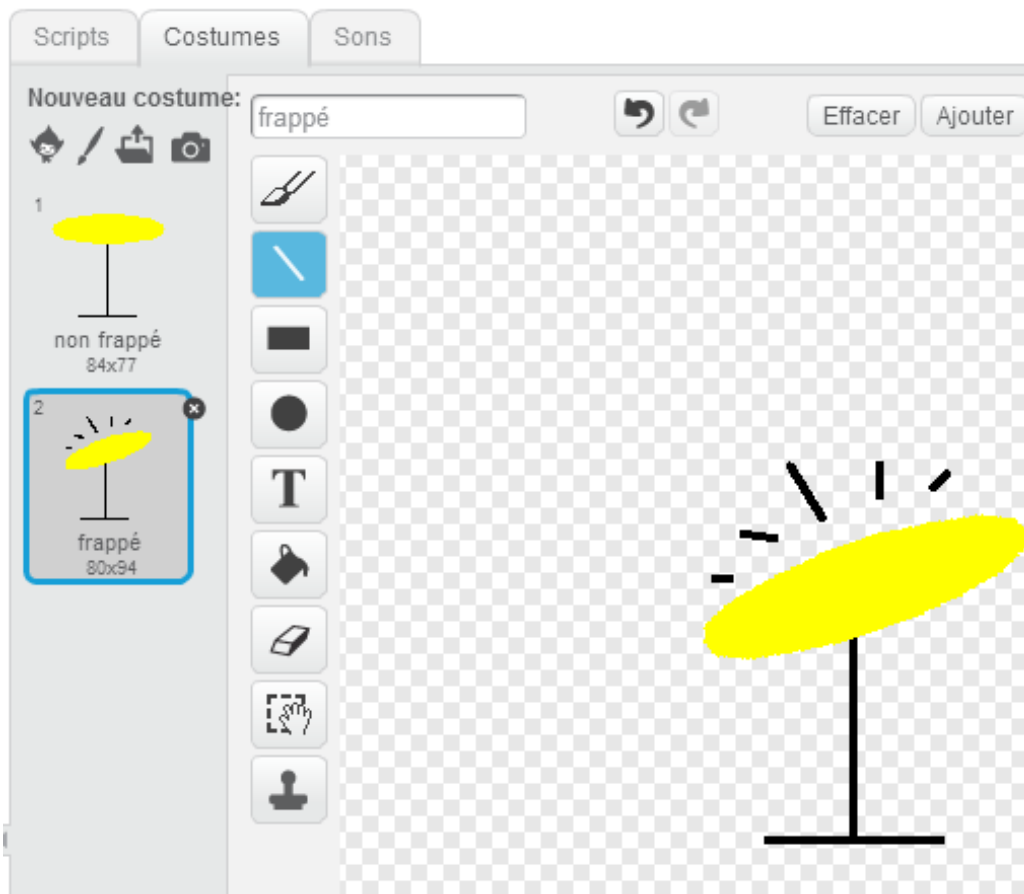 Scripts Costumes Sons
Nouveau costume:
frappé
Effacer Ajouter
1
non frappé
84x77
2
frappé
80x94
T